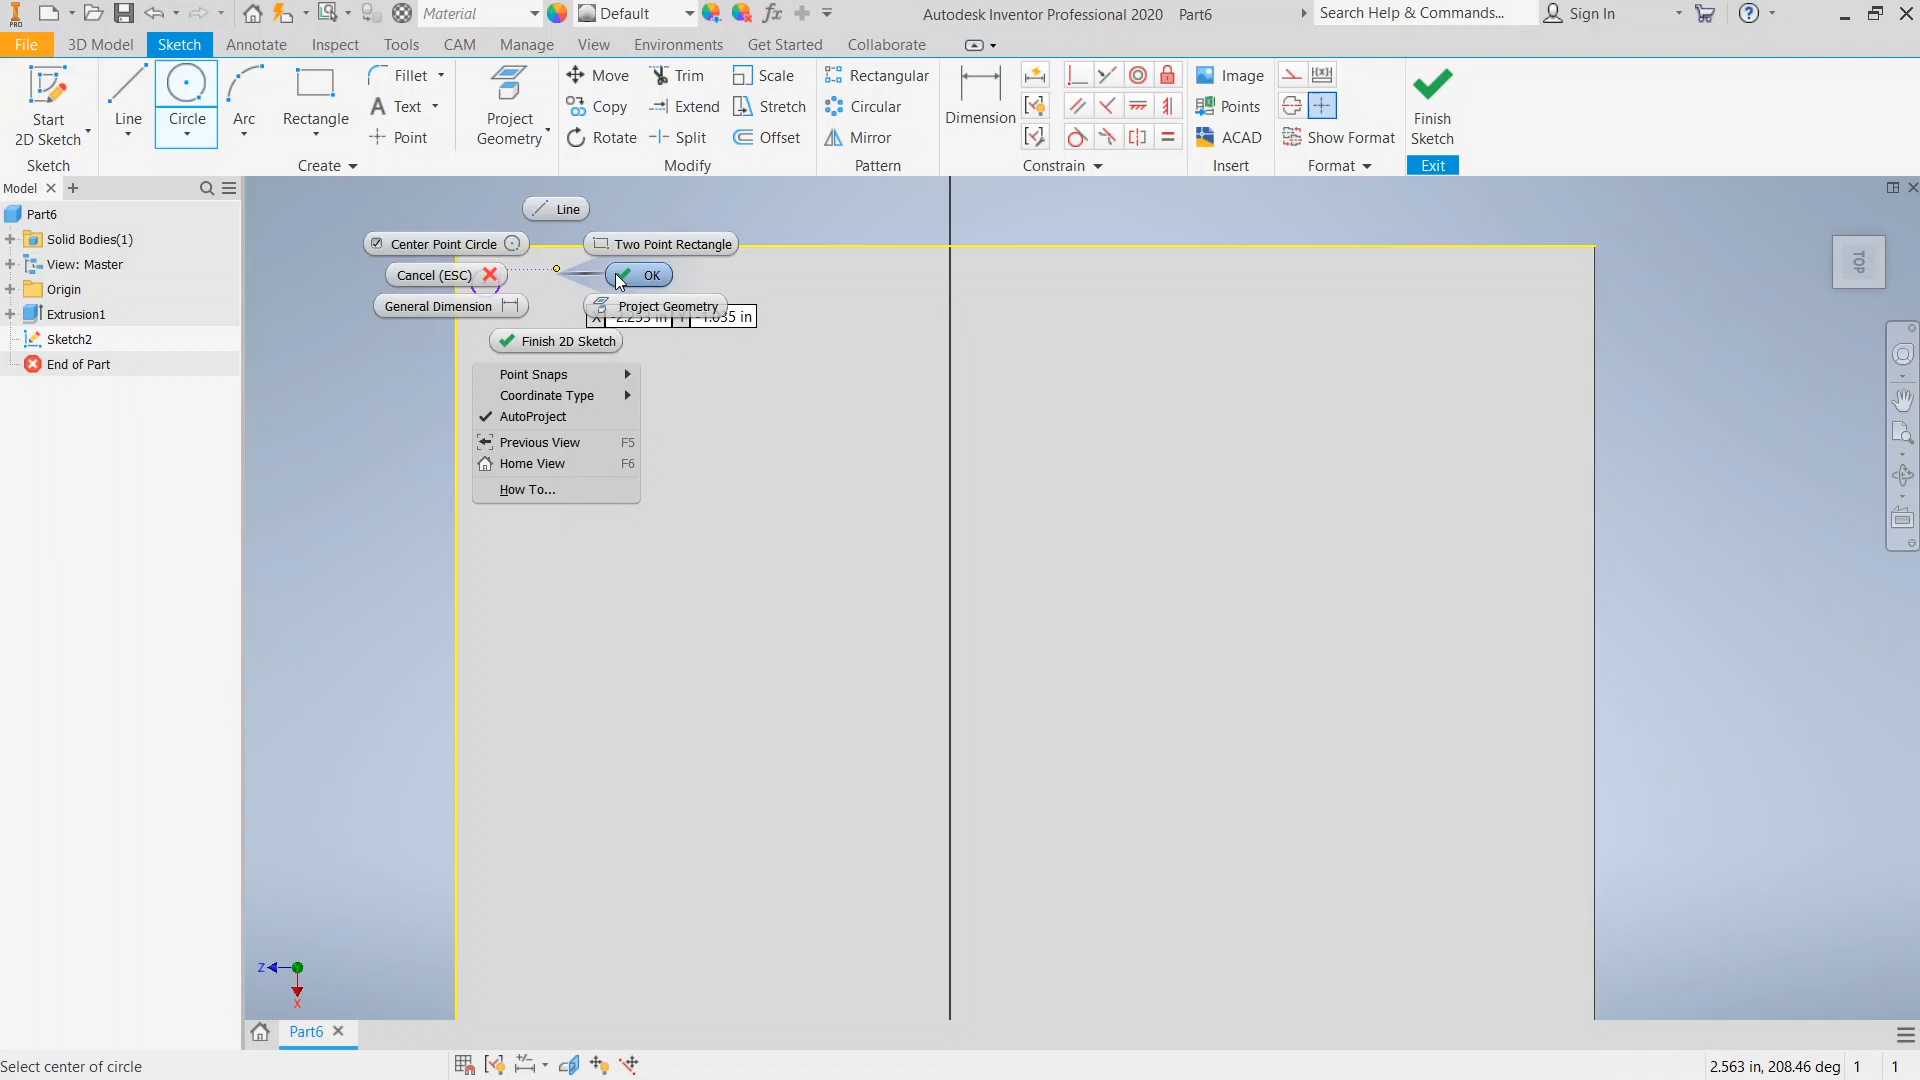 PRO
Material
Default
Autodesk Inventor Professional 2020 Part6
Search Help & Commands...
Sign In
File 3D Model Sketch Annotate Inspect Tools CAM Manage View Environments Get Started Collaborate
Start
2D Sketch
Line
Circle
Arc
Rectangle
Fillet
Text
Point
Project
Geometry
Move
Copy
Rotate
Trim
Extend
Split
Scale
Stretch
Offset
Rectangular
Circular
Mirror
Dimension
Image
Points
ACAD
Show Format
Finish
Sketch
Sketch Create Modify Pattern Constrain Insert Format Exit
Model
Part6
Solid Bodies(1)
View: Master
Origin
Extrusion1
Sketch2
End of Part
Line
Center Point Circle
Two Point Rectangle
Cancel (ESC)
OK
General Dimension
Project Geometry
Finish 2D Sketch
Point Snaps
Coordinate Type
AutoProject
Previous View F5
Home View F6
How To...
TOP
Z
X
Part6
Select center of circle
2.563 in, 208.46 deg 1 1